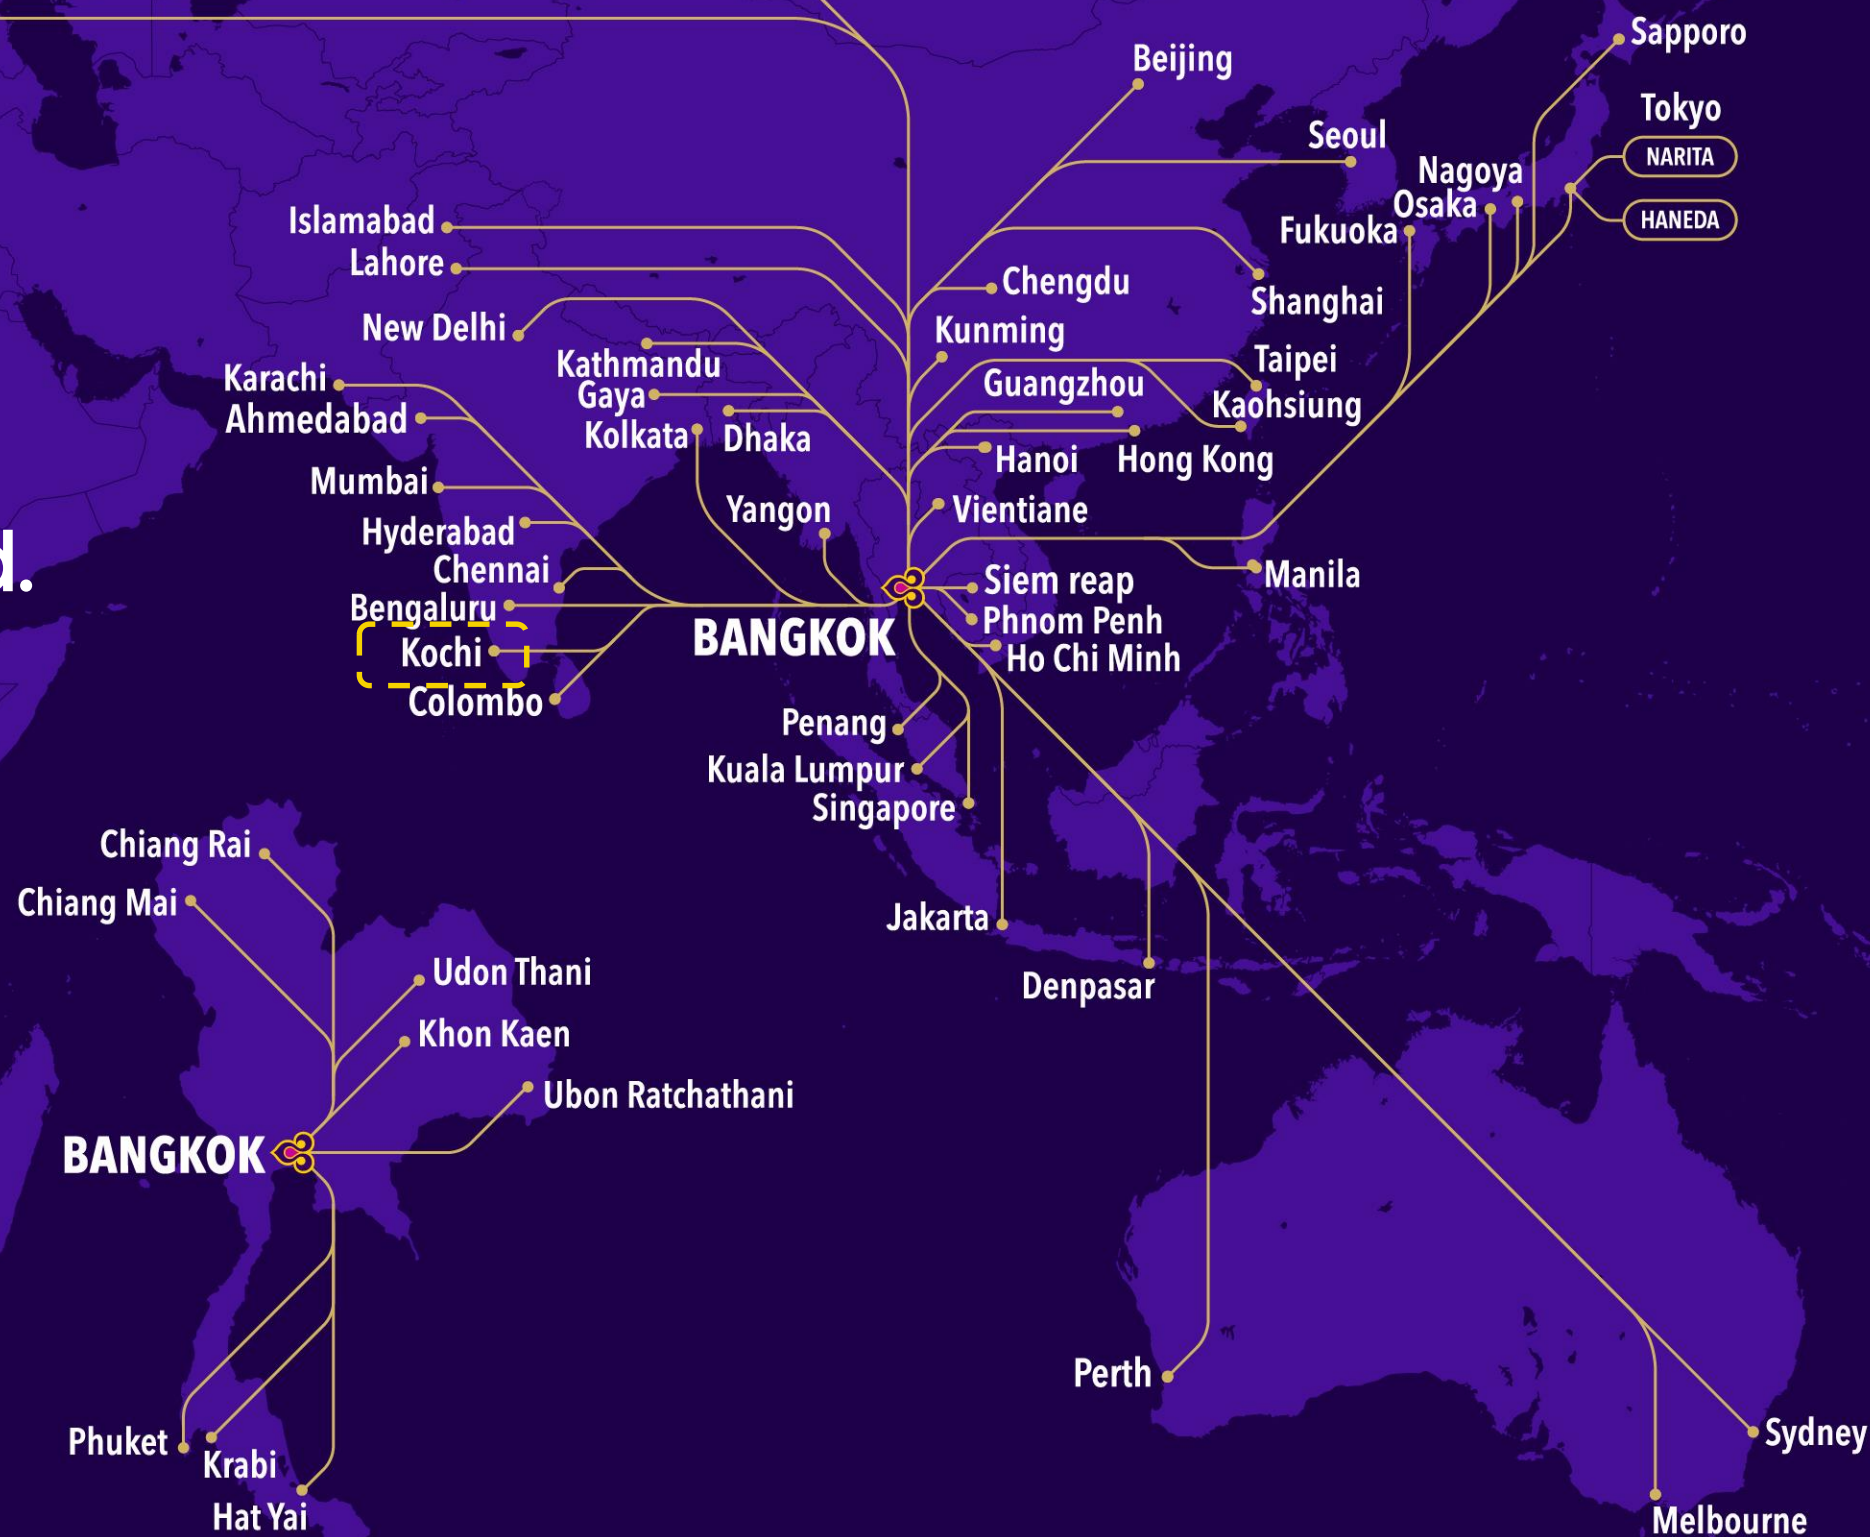 Sapporo
Beijing
Tokyo
Seoul
NARITA
Nagoya
Osaka
HANEDA
Islamabad
Fukuoka
Lahore
Chengdu
Shanghai
New Delhi
Kunming
Kathmandu
Taipei
Karachi
Guangzhou
Gaya
Kaohsiung
Ahmedabad
Kolkata
Dhaka
Hanoi
Hong Kong
Mumbai
Yangon
Vientiane
Hyderabad
d.
Chennai
Siem reap
Manila
Bengaluru
Phnom Penh
BANGKOK
Kochi
Ho Chi Minh
Colombo
Penang
Kuala Lumpur
Singapore
Chiang Rai
Chiang Mai
Jakarta
Udon Thani
Denpasar
Khon Kaen
Ubon Ratchathani
BANGKOK
Perth
Phuket
Sydney
Krabi
Hat Yai
Melbourne